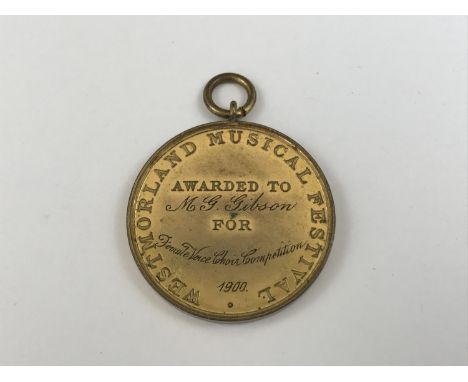 WESTMORLAND MUSICAL FESTIVAL
AWARDED TO
M. G. Gibson
FOR
Female Voice Choir Competition
1900.